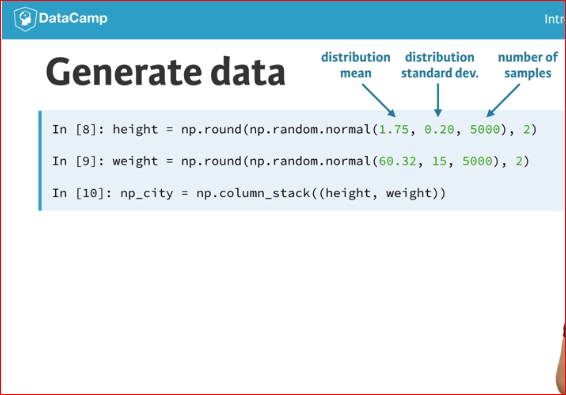 DataCamp
Intr
Generate data
distribution mean
distribution standard dev.
number of samples
In [8]: height = np.round(np.random.normal(1.75, 0.20, 5000), 2)
In [9]: weight = np.round(np.random.normal(60.32, 15, 5000), 2)
In [10]: np_city = np.column_stack((height, weight))